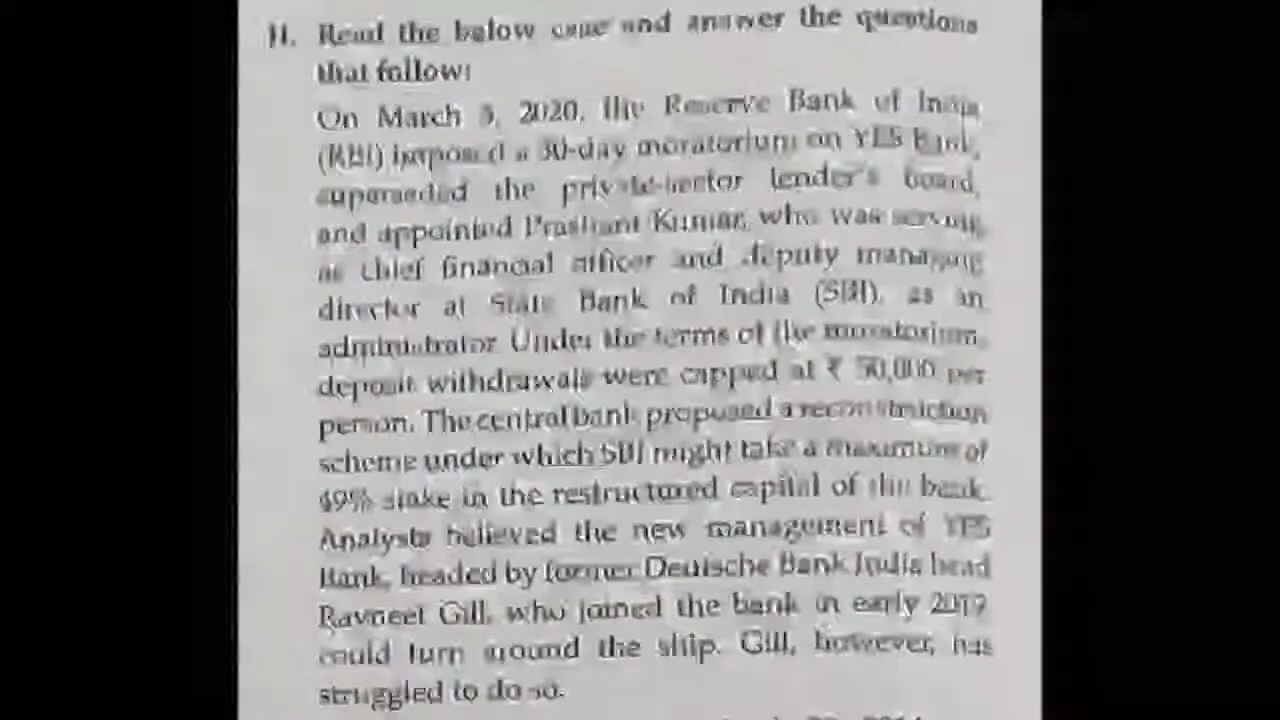 H. Read the below case and answer the questions
that follow:
On March 5, 2020, the Reserve Bank of India
(RBI) imposed a 30-day moratorium on YES Bank,
superseded the private-sector lender's board,
and appointed Prashant Kumar, who was serving
as chief financial officer and deputy managing
director at State Bank of India (SBI), as an
administrator. Under the terms of the moratorium,
deposit withdrawals were capped at ₹ 50,000 per
person. The central bank proposed a reconstruction
scheme under which SBI might take a maximum of
49% stake in the restructured capital of the bank.
Analysts believed the new management of YES
Bank, headed by former Deutsche Bank India head
Ravneet Gill, who joined the bank in early 2019
could turn around the ship. Gill, however, has
struggled to do so.